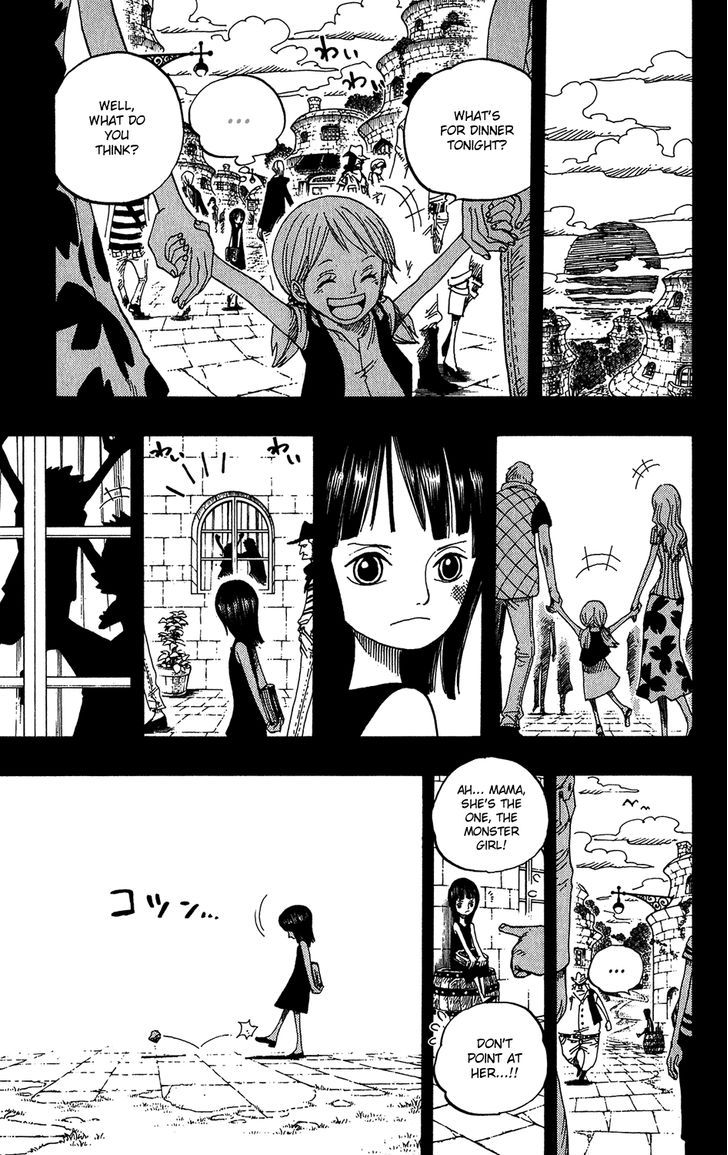 WHAT'S
FOR DINNER
TONIGHT?
わい
わい
...
WELL,
WHAT DO
YOU
THINK?
わい
わい
...
AH... MAMA,
SHE'S THE
ONE, THE
MONSTER
GIRL!
DON'T
POINT AT
HER...!!
コツン...